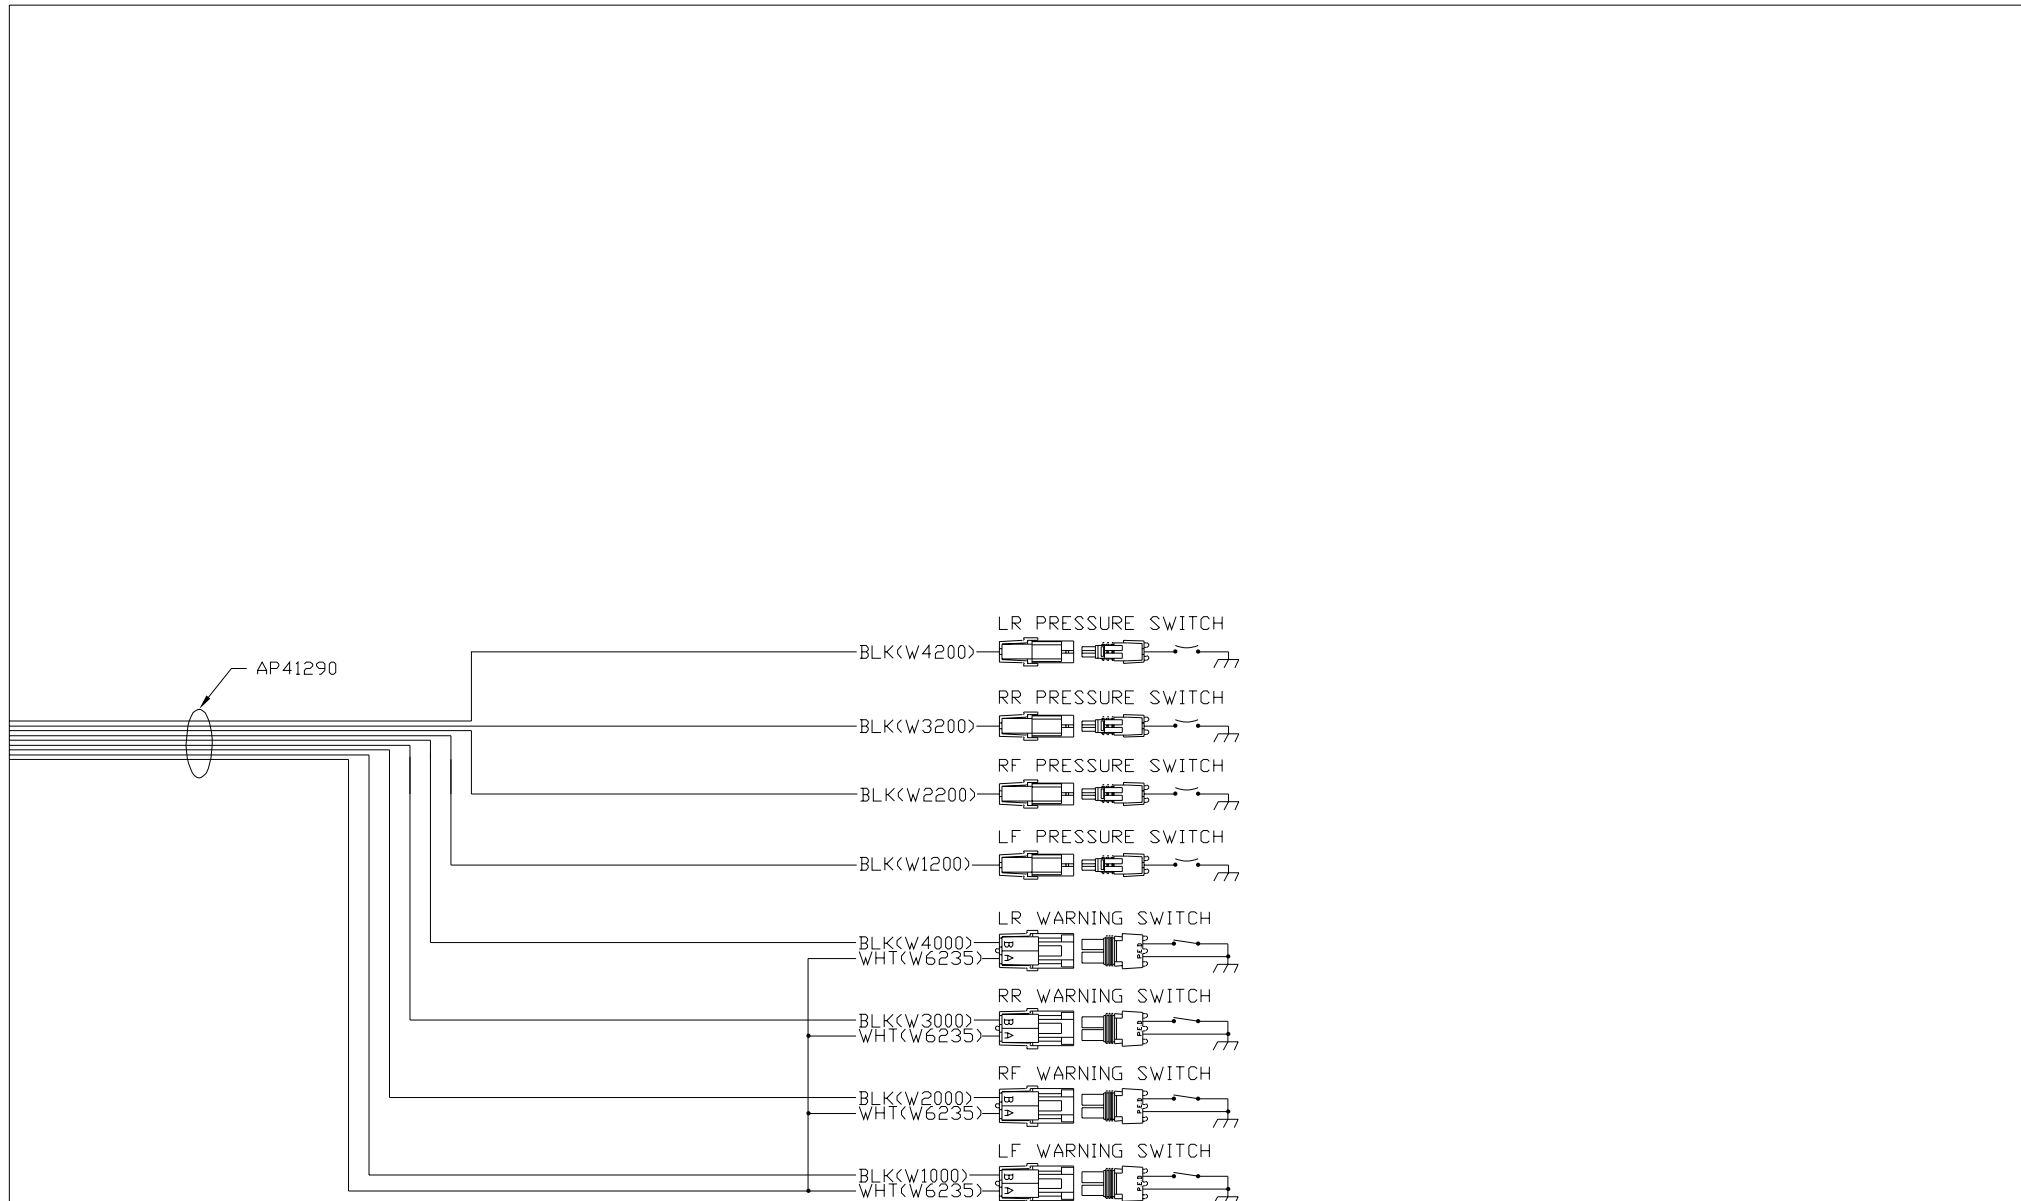 LR PRESSURE SWITCH
BLK(W4200)
AP41290
RR PRESSURE SWITCH
BLK(W3200)
RF PRESSURE SWITCH
BLK(W2200)
LF PRESSURE SWITCH
BLK(W1200)
LR WARNING SWITCH
BLK(W4000) B
WHT(W6235) A
RR WARNING SWITCH
BLK(W3000) B
WHT(W6235) A
RF WARNING SWITCH
BLK(W2000) B
WHT(W6235) A
LF WARNING SWITCH
BLK(W1000) B
WHT(W6235) A